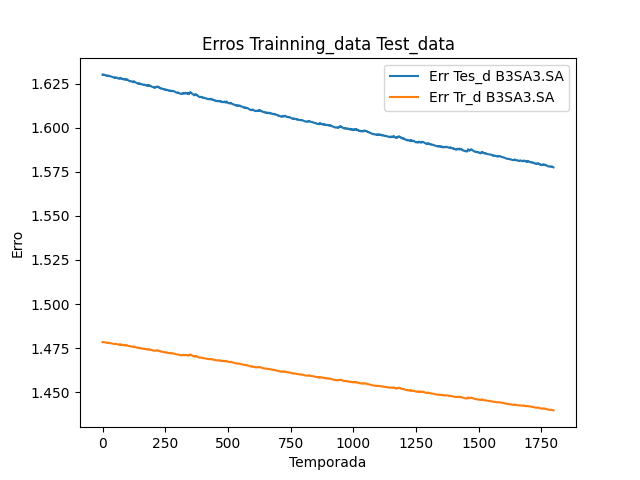 Erros Trainning_data Test_data
Err Tes_d B3SA3.SA
Err Tr_d B3SA3.SA
1.625
1.600
1.575
1.550
1.525
1.500
1.475
1.450
Erro
0 250 500 750 1000 1250 1500 1750
Temporada